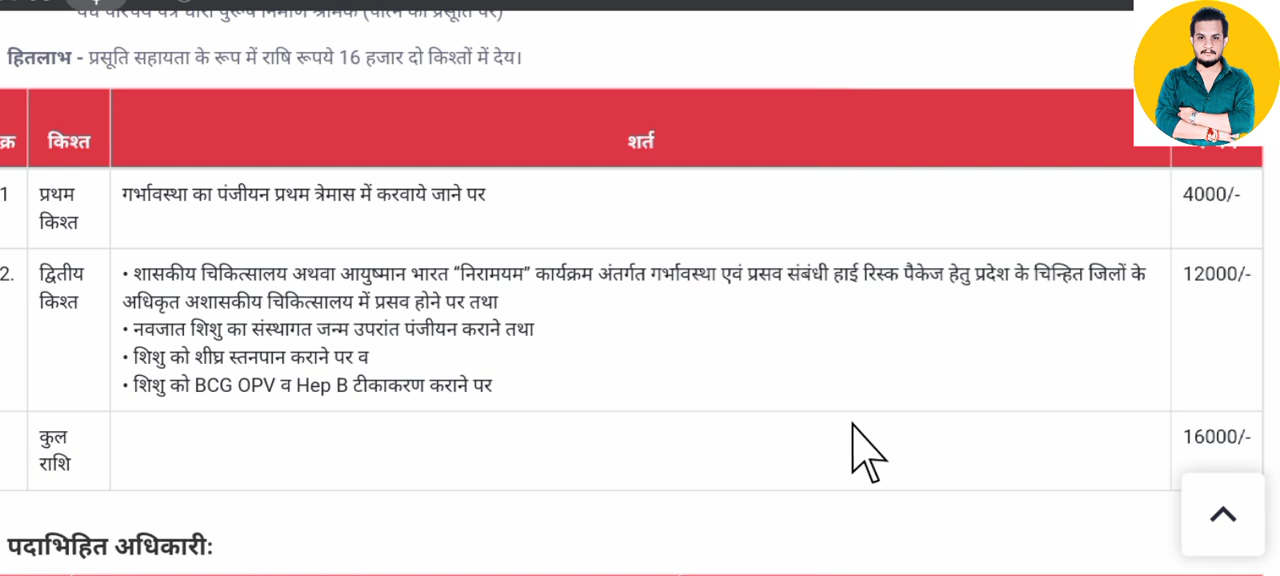 हितलाभ - प्रसूति सहायता के रूप में राषि रूपये 16 हजार दो किश्तों में देय।
क्र किश्त शर्त
1 प्रथम किश्त गर्भावस्था का पंजीयन प्रथम त्रेमास में करवाये जाने पर 4000/-
2. द्वितीय किश्त • शासकीय चिकित्सालय अथवा आयुष्मान भारत “निरामयम” कार्यक्रम अंतर्गत गर्भावस्था एवं प्रसव संबंधी हाई रिस्क पैकेज हेतु प्रदेश के चिन्हित जिलों के 12000/-
अधिकृत अशासकीय चिकित्सालय में प्रसव होने पर तथा
• नवजात शिशु का संस्थागत जन्म उपरांत पंजीयन कराने तथा
• शिशु को शीघ्र स्तनपान कराने पर व
• शिशु को BCG OPV व Hep B टीकाकरण कराने पर
कुल राशि 16000/-
पदाभिहित अधिकारी: